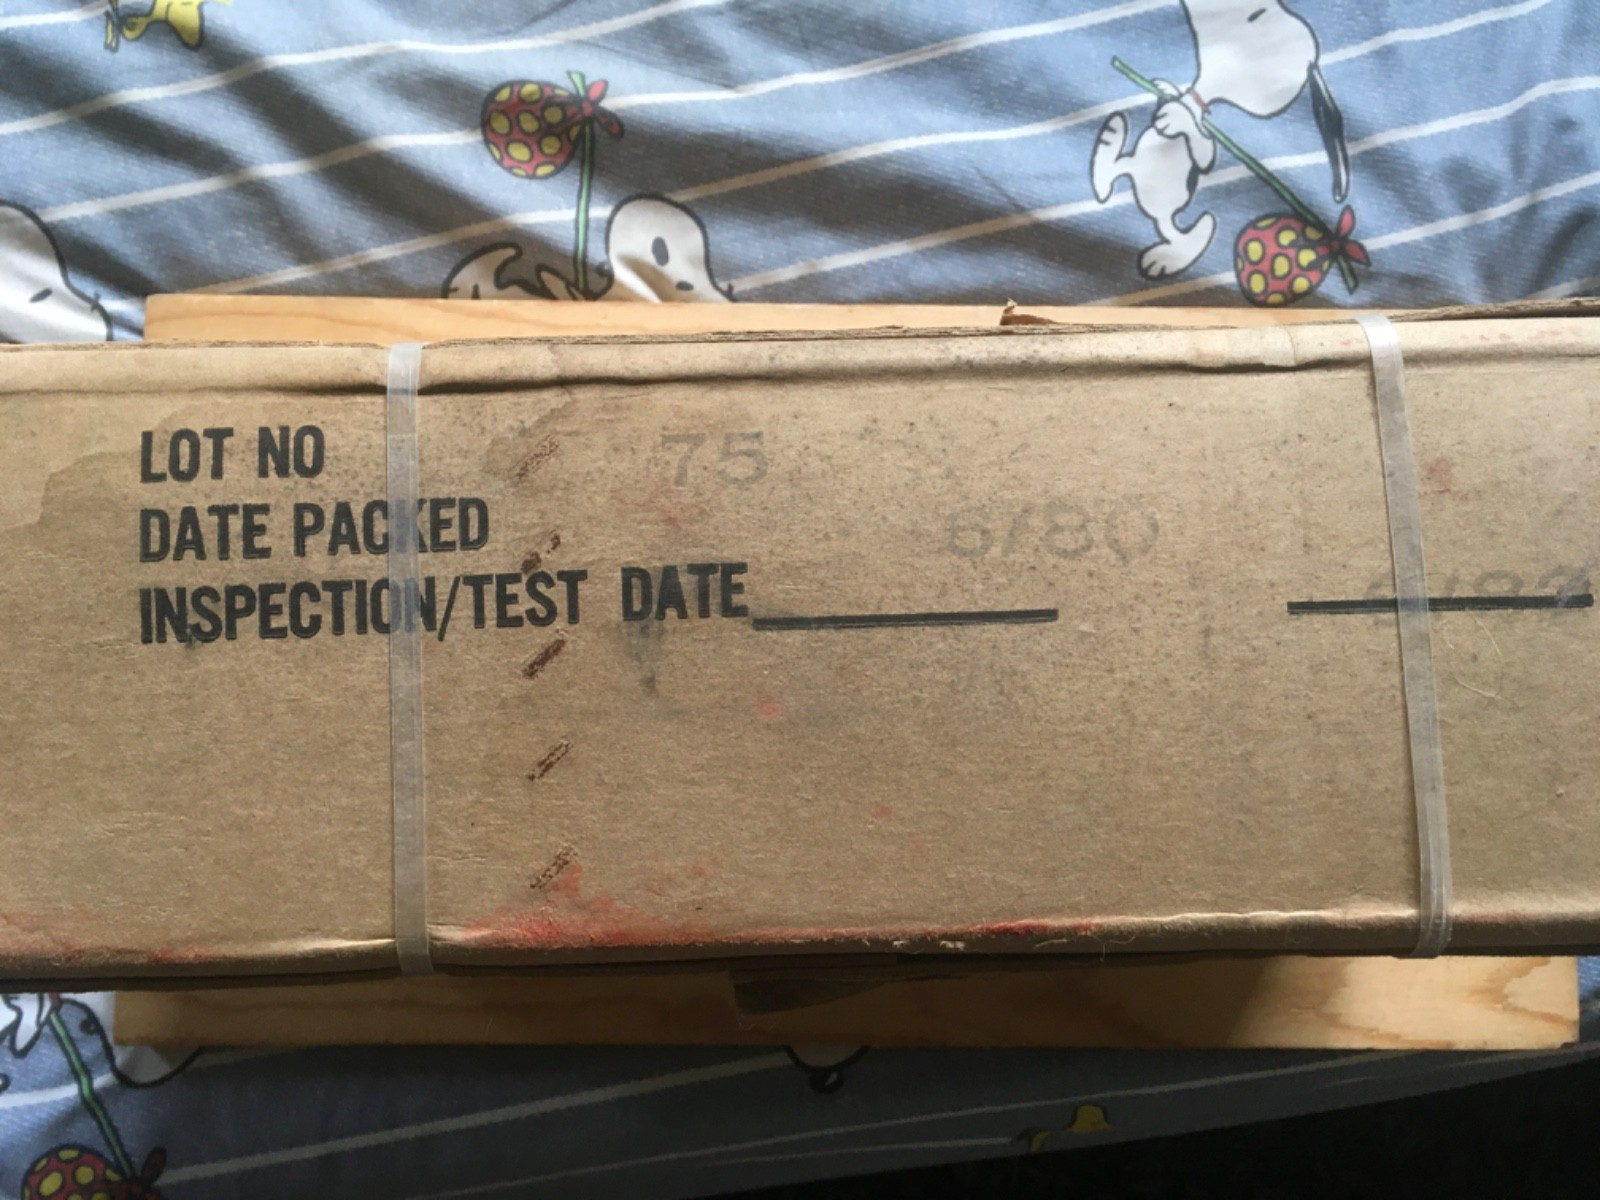 LOT NO 75
DATE PACKED 6/80
INSPECTION/TEST DATE